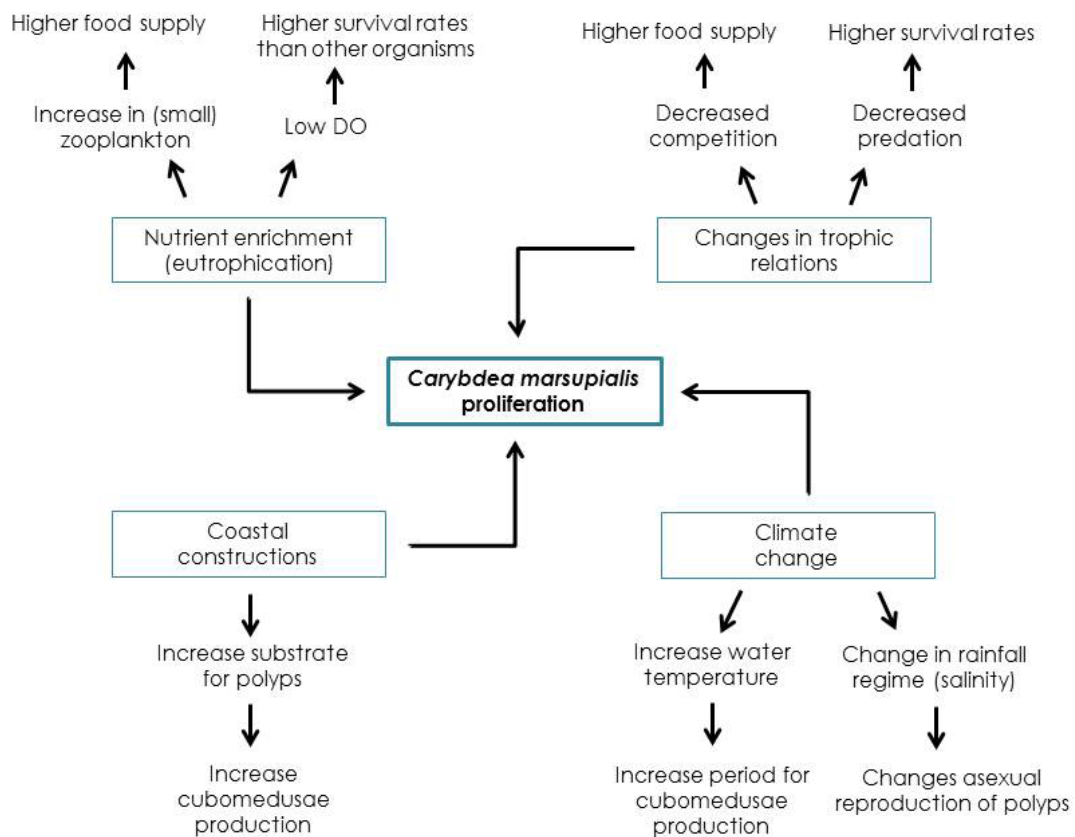 Higher food supply
Higher survival rates
than other organisms
Increase in (small)
zooplankton
Low DO
Nutrient enrichment
(eutrophication)
Higher food supply
Higher survival rates
Decreased
competition
Decreased
predation
Changes in trophic
relations
Carybdea marsupialis
proliferation
Coastal
constructions
Increase substrate
for polyps
Increase
cubomedusae
production
Climate
change
Increase water
temperature
Change in rainfall
regime (salinity)
Increase period for
cubomedusae
production
Changes asexual
reproduction of polyps